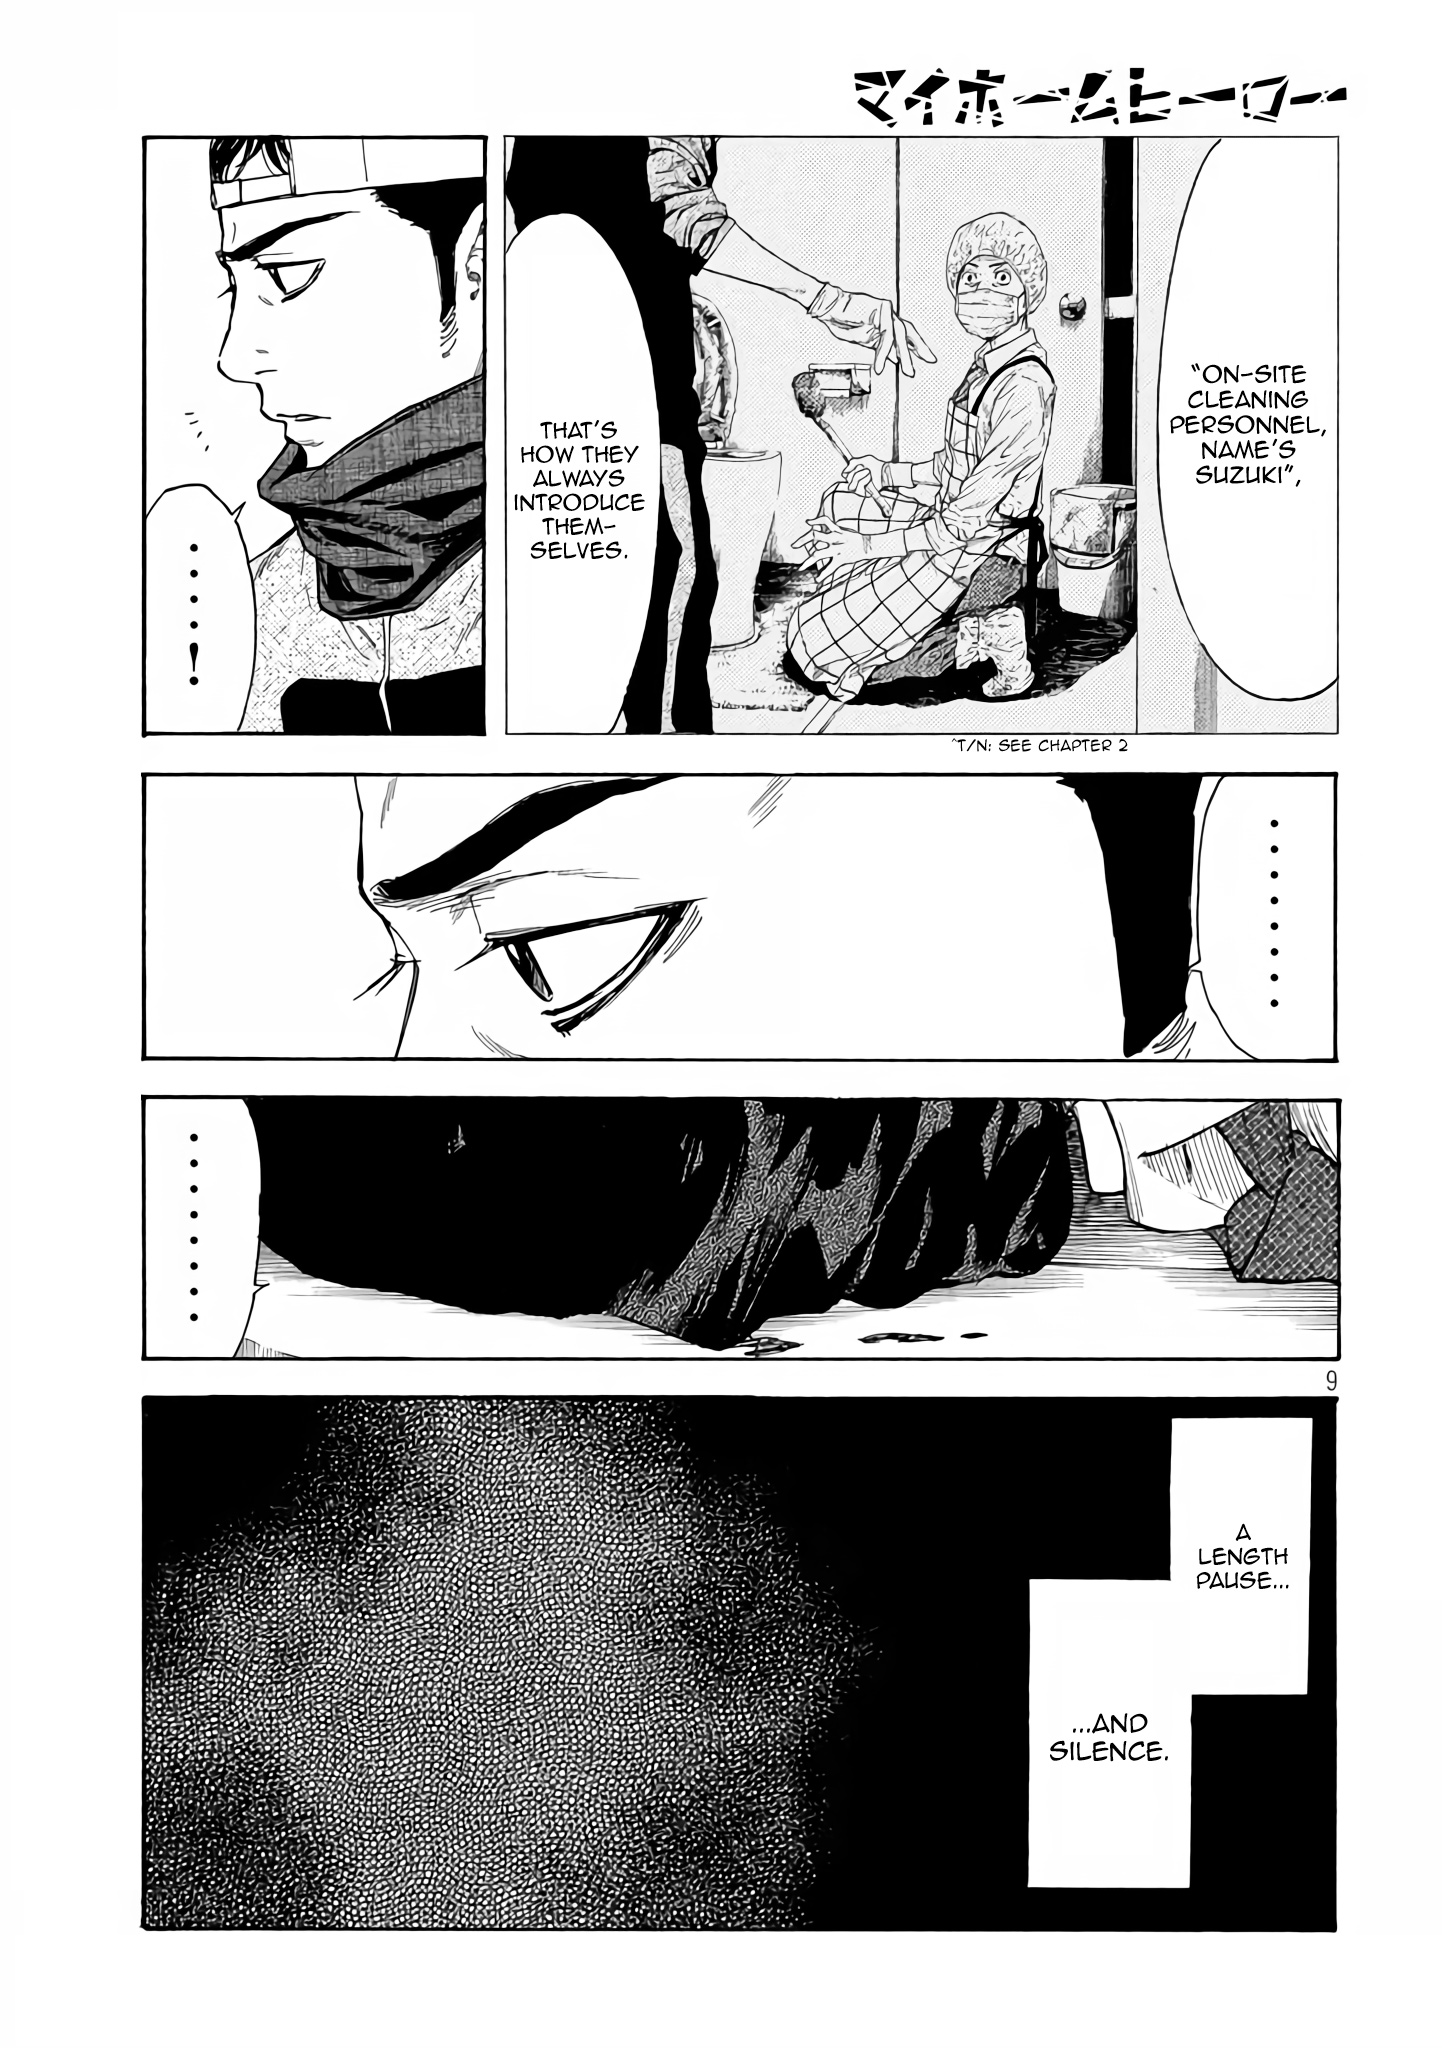 マイホームヒーロー
"ON-SITE
CLEANING
PERSONNEL,
NAME'S
SUZUKI",
THAT'S
HOW THEY
ALWAYS
INTRODUCE
THEM-
SELVES.
^T/N: SEE CHAPTER 2
・・・・!
・・・・・・・・
・・・・・・・・
9
A
LENGTH
PAUSE...
...AND
SILENCE.